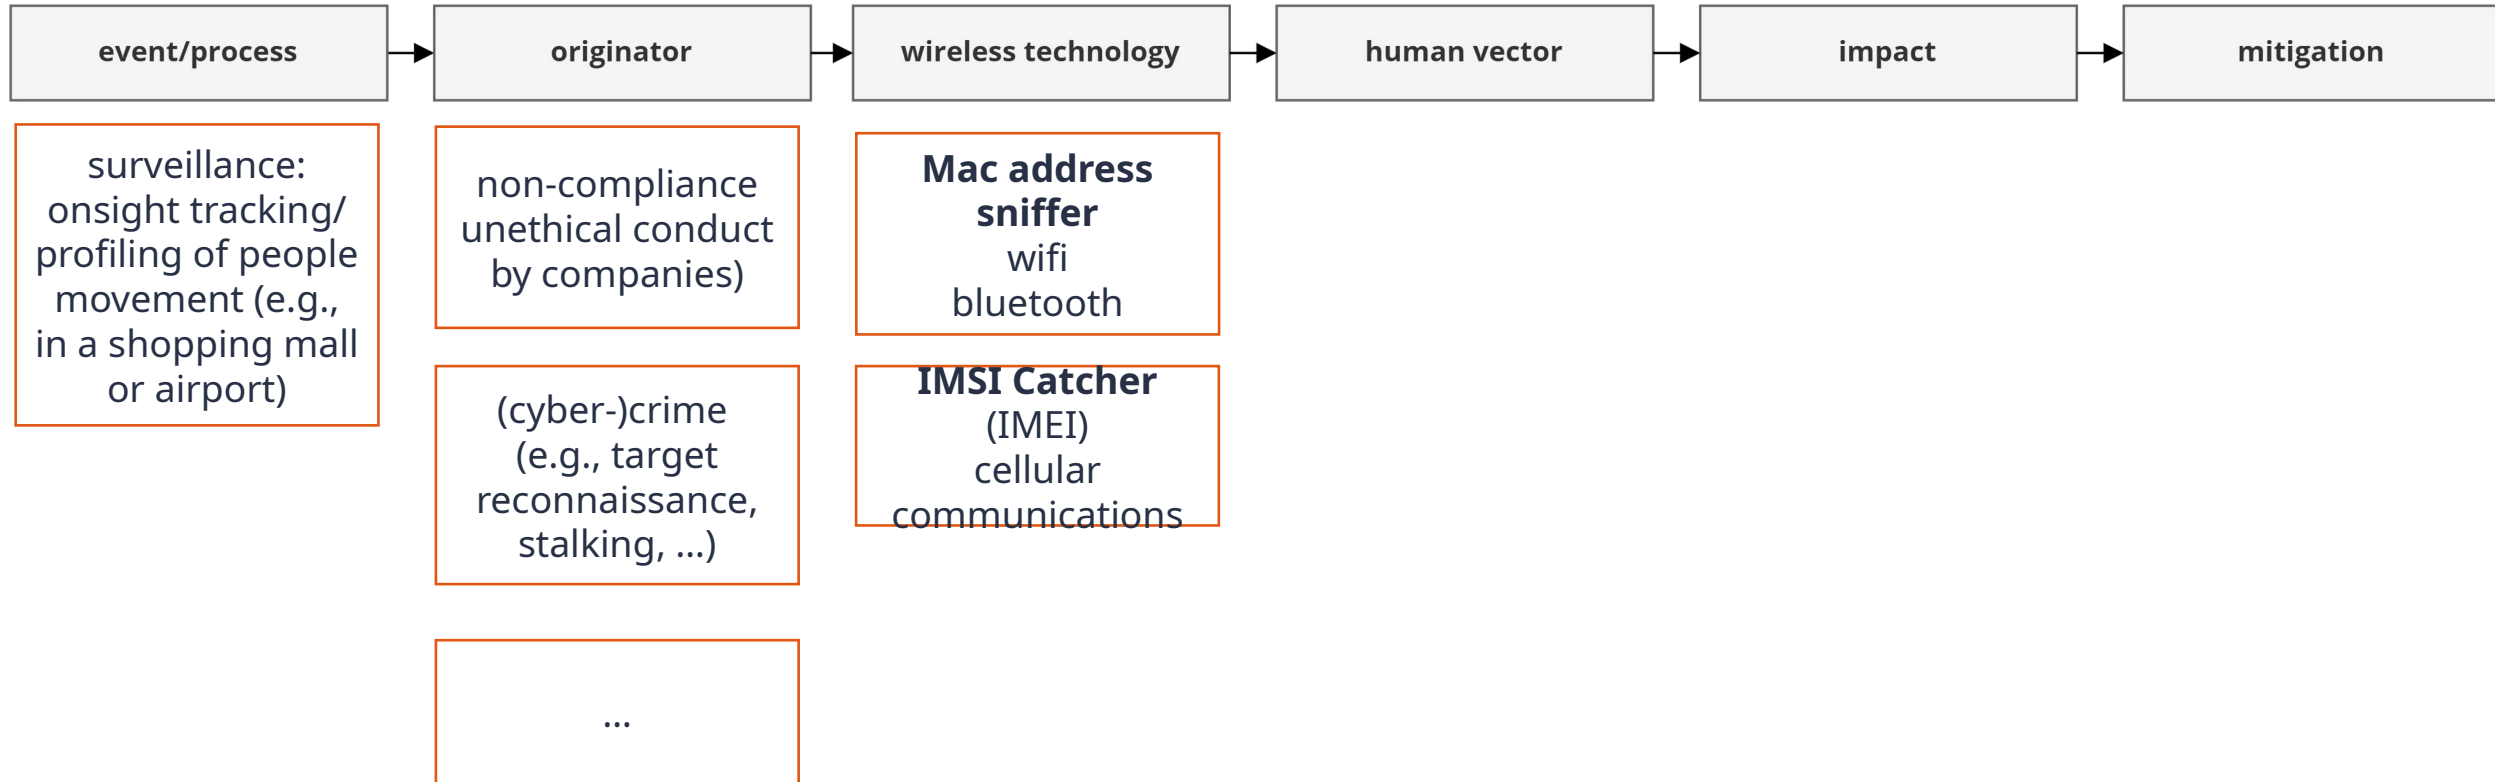 event/process
originator
wireless technology
human vector
impact
mitigation
surveillance:
onsight tracking/
profiling of people
movement (e.g.,
in a shopping mall
or airport)
non-compliance
unethical conduct
by companies)
(cyber-)crime
(e.g., target
reconnaissance,
stalking, ...)
...
Mac address
sniffer
wifi
bluetooth
IMSI Catcher
(IMEI)
cellular
communications